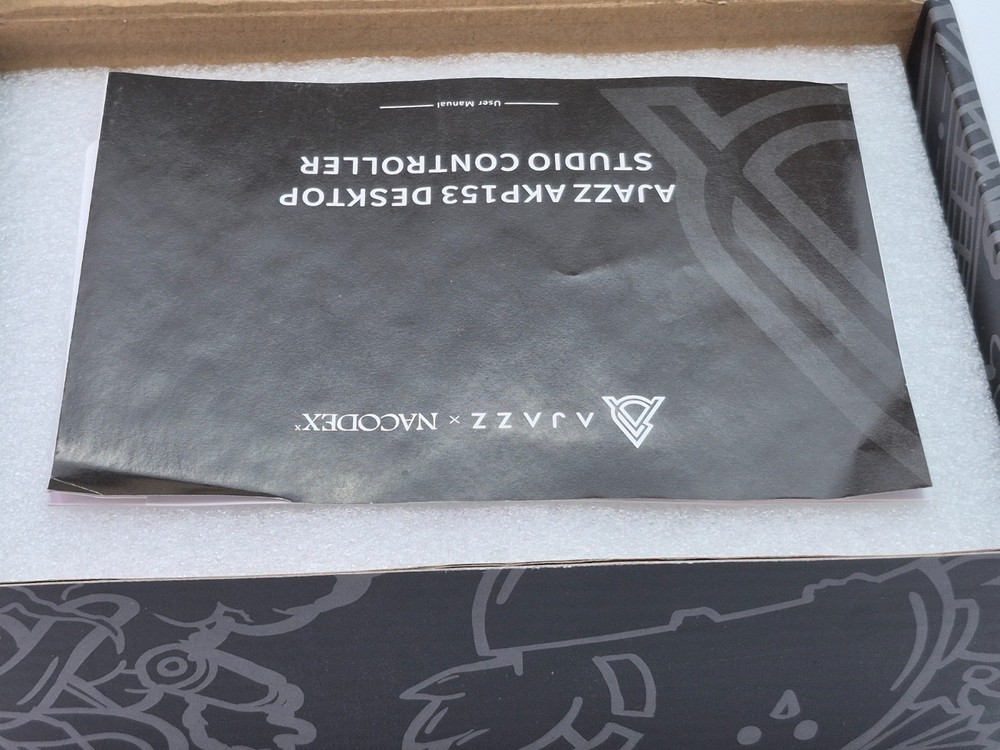 AJAZZ × NACODEX
AJAZZ AKP153 DESKTOP
STUDIO CONTROLLER
User Manual